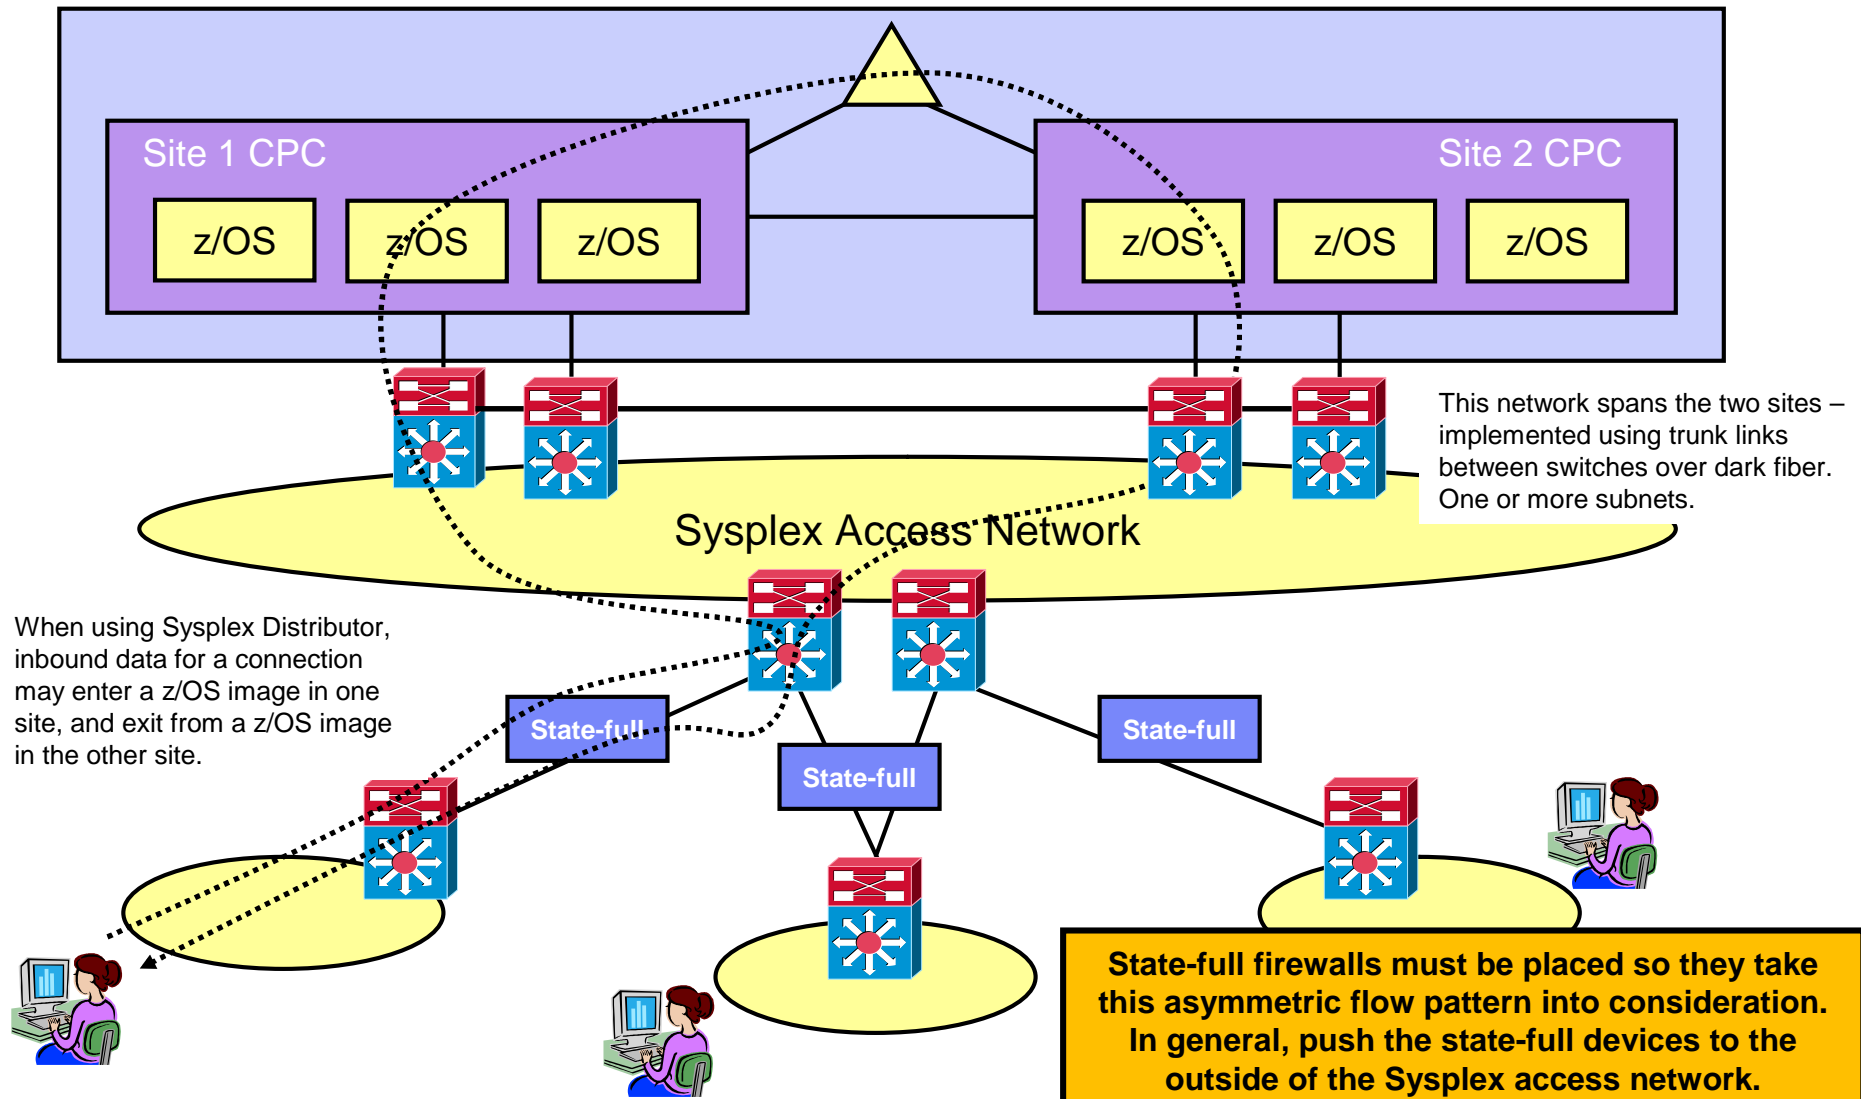 Site 1 CPC
Site 2 CPC
z/OS
z/OS
z/OS
z/OS
z/OS
z/OS
This network spans the two sites –
implemented using trunk links
between switches over dark fiber.
One or more subnets.
Sysplex Access Network
When using Sysplex Distributor,
inbound data for a connection
may enter a z/OS image in one
site, and exit from a z/OS image
in the other site.
State-full
State-full
State-full
State-full firewalls must be placed so they take
this asymmetric flow pattern into consideration.
In general, push the state-full devices to the
outside of the Sysplex access network.